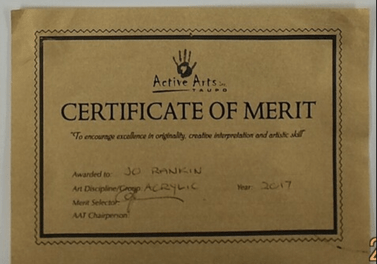 Active Arts Inc
TAUPO
CERTIFICATE OF MERIT
"To encourage excellence in originality, creative interpretation and artistic skill"
Awarded to: JO RANKIN
Art Discipline/Group: ACRYLIC Year: 2017
Merit Selector:
AAT Chairperson: